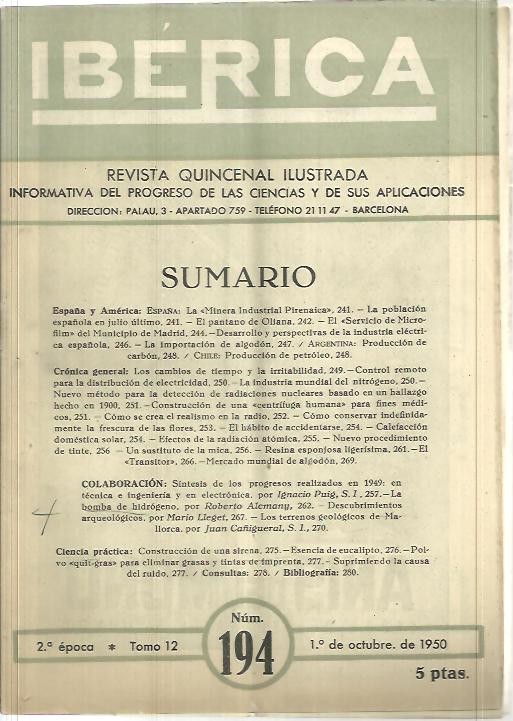 IBÉRICA
REVISTA QUINCENAL ILUSTRADA
INFORMATIVA DEL PROGRESO DE LAS CIENCIAS Y DE SUS APLICACIONES
DIRECCION: PALAU, 3 - APARTADO 759 - TELÉFONO 21 11 47 - BARCELONA
SUMARIO
España y América: ESPAÑA: La «Minera Industrial Pirenaica», 241. — La población
española en julio último, 241. — El pantano de Oliana, 242. — El «Servicio de Micro-
film» del Municipio de Madrid, 244. — Desarrollo y perspectivas de la industria eléctri-
ca española, 246. — La importación de algodón, 247. / ARGENTINA: Producción de
carbón, 248. / CHILE: Producción de petróleo, 248.
Crónica general: Los cambios de tiempo y la irritabilidad, 249. — Control remoto
para la distribución de electricidad, 250. — La industria mundial del nitrógeno, 250. —
Nuevo método para la detección de radiaciones nucleares basado en un hallazgo
hecho en 1900, 251. — Construcción de una «centrífuga humana» para fines médi-
cos, 251. — Cómo se crea el realismo en la radio, 252. — Cómo conservar indefinida-
mente la frescura de las flores, 253. — El hábito de accidentarse, 254. — Calefacción
doméstica solar, 254. — Efectos de la radiación atómica, 255. — Nuevo procedimiento
de tinte, 256 — Un sustituto de la mica, 256. — Resina esponjosa ligerísima, 261. — El
«Transitor», 266. — Mercado mundial de algodón, 269.
COLABORACIÓN: Síntesis de los progresos realizados en 1949: en
técnica e ingeniería y en electrónica, por Ignacio Puig, S. I., 257. — La
bomba de hidrógeno, por Roberto Alemany, 262. — Descubrimientos
arqueológicos, por Mario Lleget, 267. — Los terrenos geológicos de Ma-
llorca, por Juan Cañigueral, S. I., 270.
Ciencia práctica: Construcción de una sirena, 275. — Esencia de eucalipto, 276. — Pol-
vo «quit-gras» para eliminar grasas y tintas de imprenta, 277. — Suprimiendo la causa
del ruido, 277. / Consultas: 278. / Bibliografía: 280.
Núm.
2.ª época * Tomo 12
194
1.º de octubre. de 1950
5 ptas.